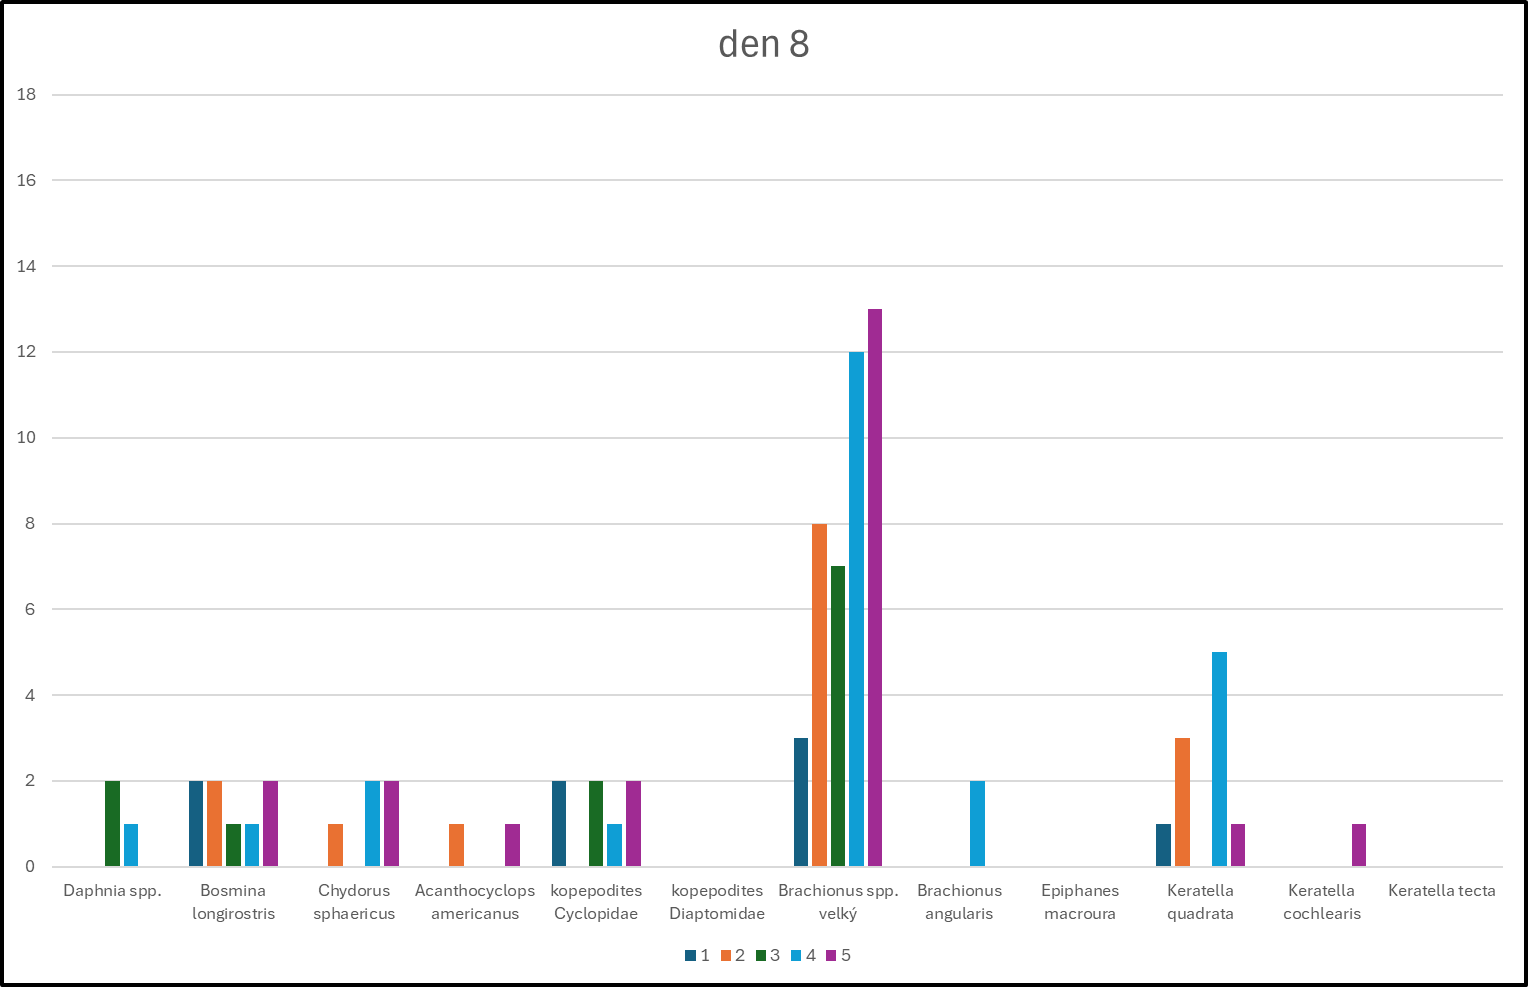 den 8
18
16
14
12
10
8
6
4
2
0
Daphnia spp.
Bosmina
longirostris
Chydorus
sphaericus
Acanthocyclops
americanus
kopepodites
Cyclopidae
kopepodites
Diaptomidae
Brachionus spp.
velký
Brachionus
angularis
Epiphanes
macroura
Keratella
quadrata
Keratella
cochlearis
Keratella tecta
1 2 3 4 5